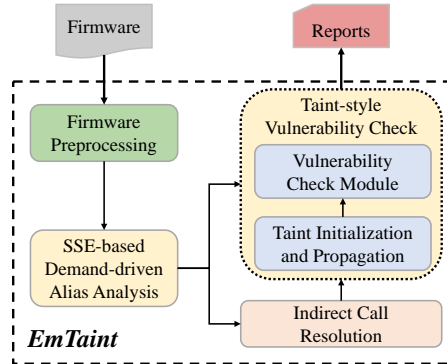 Firmware
Reports
Firmware
Preprocessing
SSE-based
Demand-driven
Alias Analysis
Taint-style
Vulnerability Check
Vulnerability
Check Module
Taint Initialization
and Propagation
Indirect Call
Resolution
EmTaint